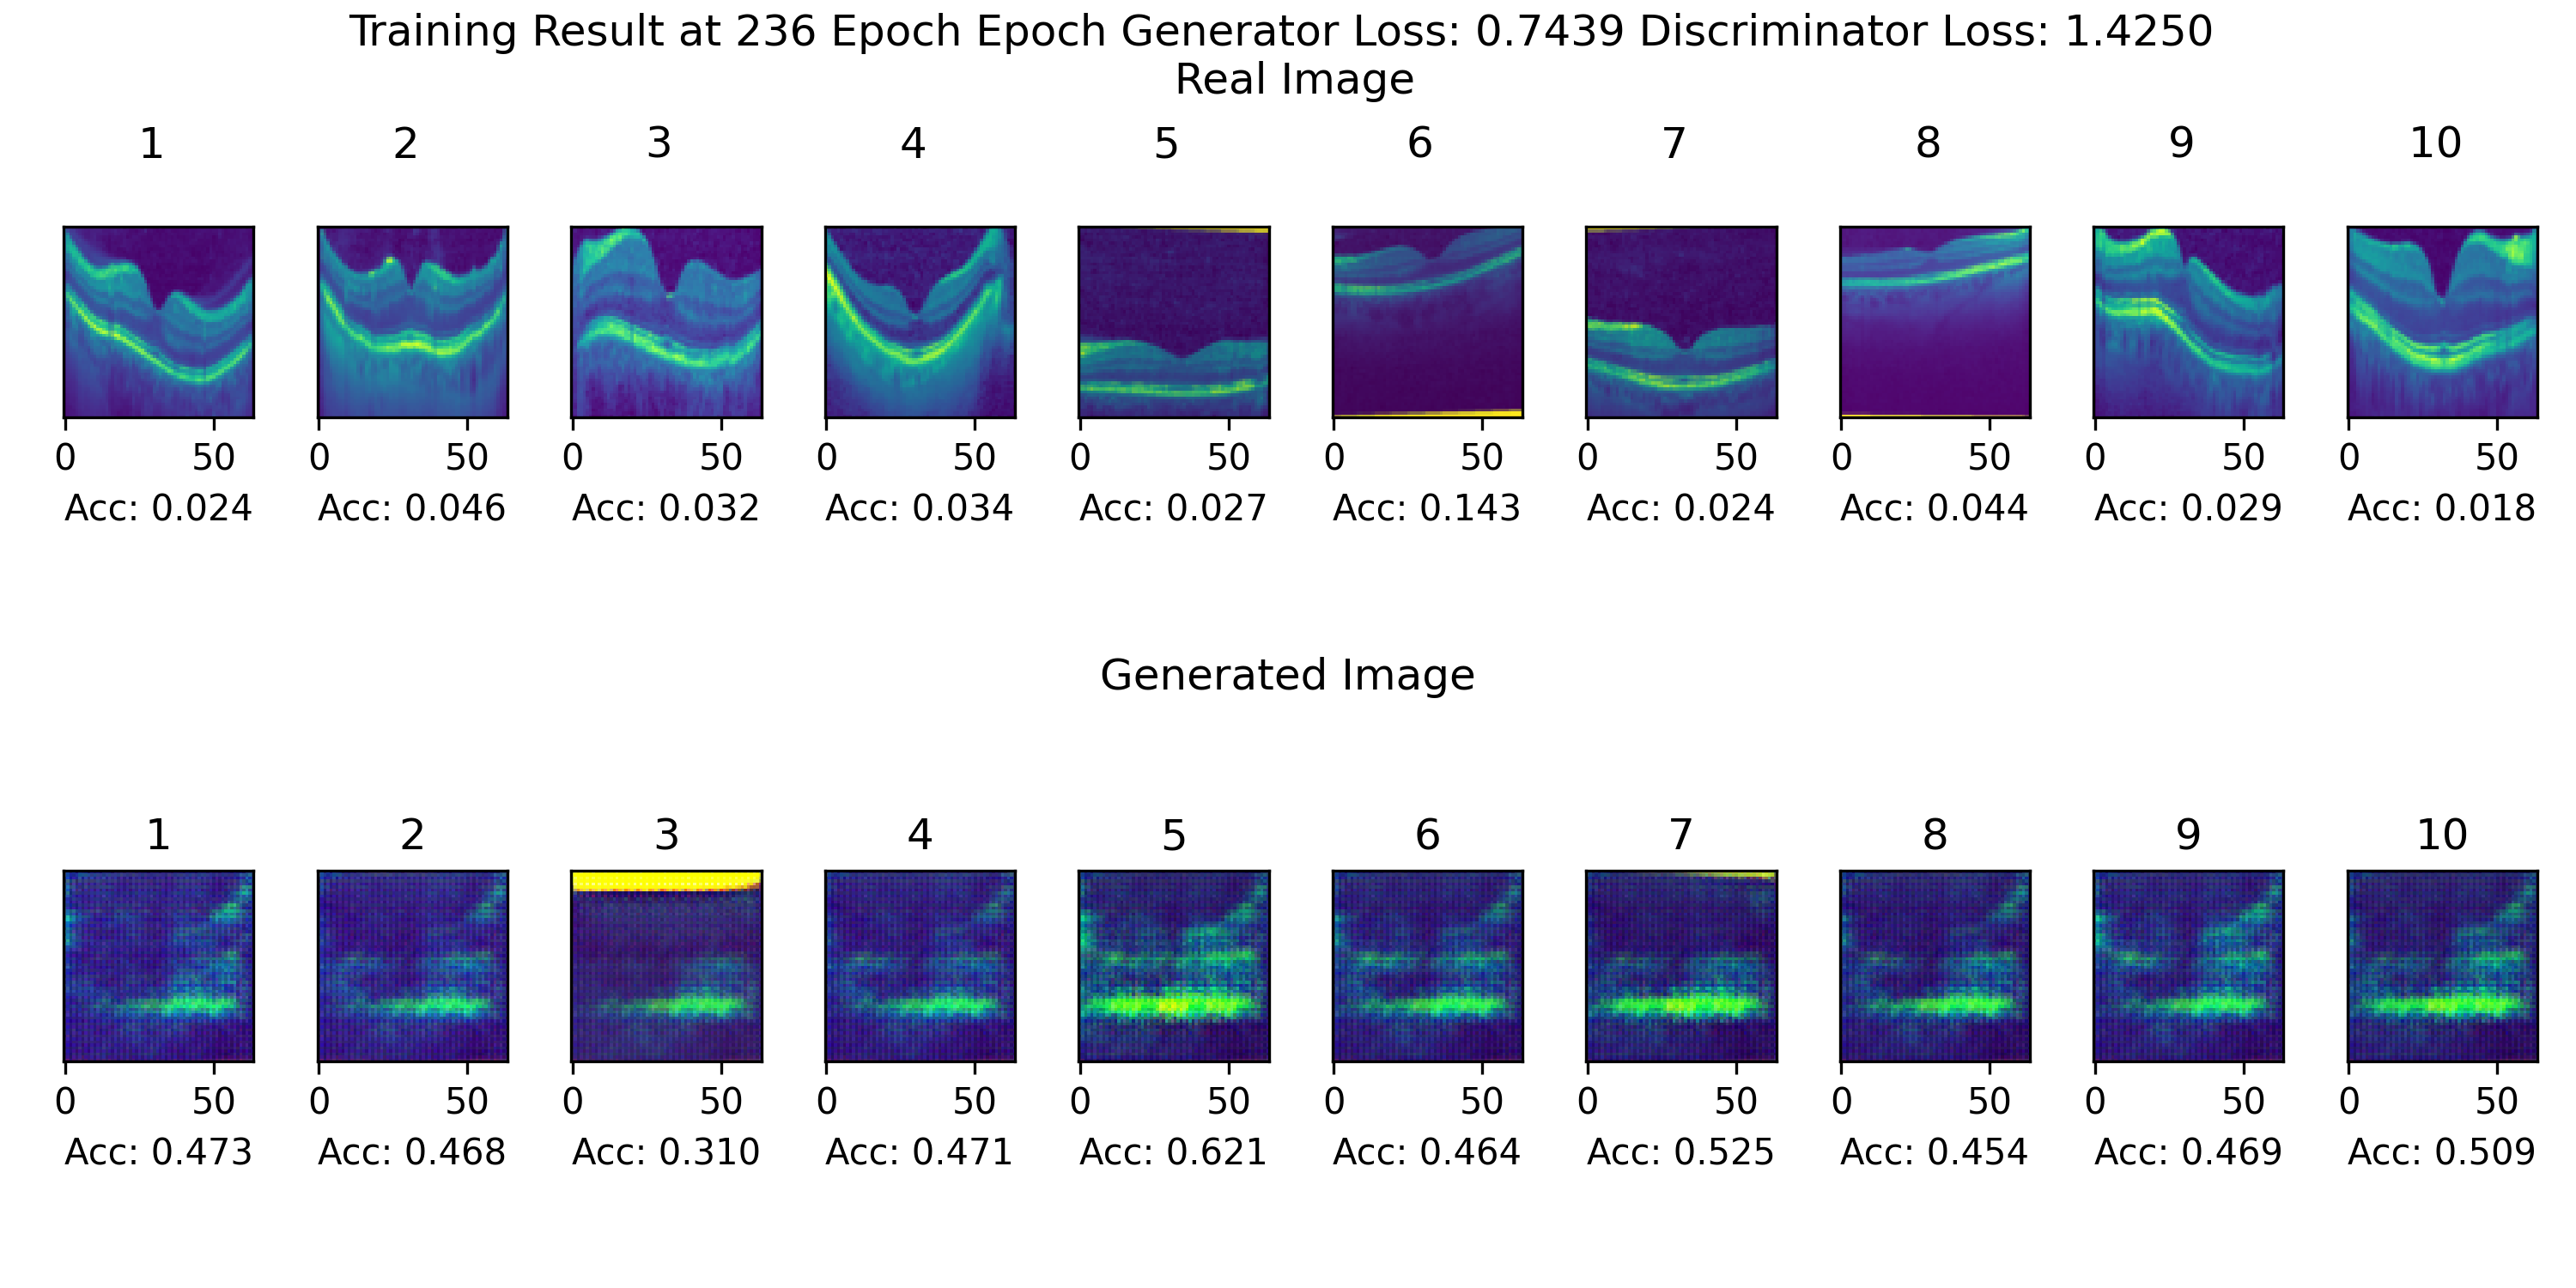 Training Result at 236 Epoch Epoch Generator Loss: 0.7439 Discriminator Loss: 1.4250
Real Image
1 2 3 4 5 6 7 8 9 10
0 50 0 50 0 50 0 50 0 50 0 50 0 50 0 50 0 50 0 50
Acc: 0.024 Acc: 0.046 Acc: 0.032 Acc: 0.034 Acc: 0.027 Acc: 0.143 Acc: 0.024 Acc: 0.044 Acc: 0.029 Acc: 0.018
Generated Image
1 2 3 4 5 6 7 8 9 10
0 50 0 50 0 50 0 50 0 50 0 50 0 50 0 50 0 50 0 50
Acc: 0.473 Acc: 0.468 Acc: 0.310 Acc: 0.471 Acc: 0.621 Acc: 0.464 Acc: 0.525 Acc: 0.454 Acc: 0.469 Acc: 0.509